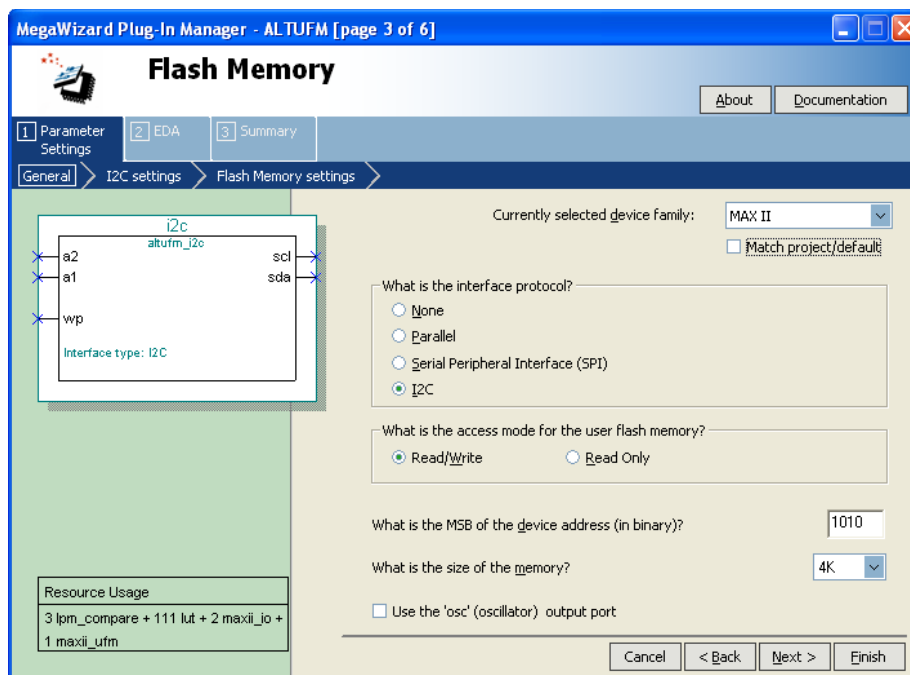 MegaWizard Plug-In Manager - ALTUFM [page 3 of 6]
Flash Memory
About
Documentation
1 Parameter Settings
2 EDA
3 Summary
General
I2C settings
Flash Memory settings
i2c
altufm_i2c
a2
scl
a1
sda
wp
Interface type: I2C
Resource Usage
3 lpm_compare + 111 lut + 2 maxii_io +
1 maxii_ufm
Currently selected device family:
MAX II
Match project/default
What is the interface protocol?
None
Parallel
Serial Peripheral Interface (SPI)
I2C
What is the access mode for the user flash memory?
Read/Write
Read Only
What is the MSB of the device address (in binary)?
1010
What is the size of the memory?
4K
Use the 'osc' (oscillator) output port
Cancel
< Back
Next >
Finish